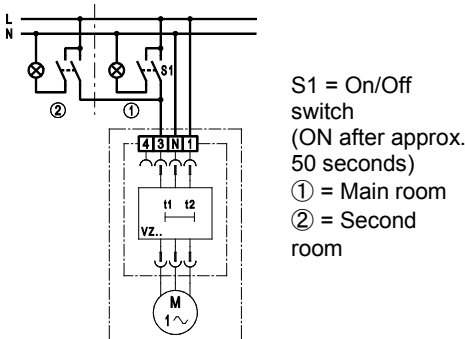 L
N
S1
② ①
4 3 N 1
t1 t2
VZ..
M
1∿
S1 = On/Off
switch
(ON after approx.
50 seconds)
① = Main room
② = Second
room